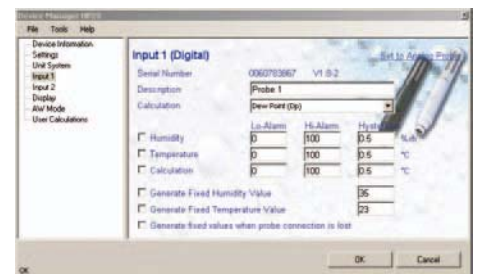 Device Manager HP23
File Tools Help
Device Information
Settings
Unit System
Input 1
Input 2
Display
AW Mode
User Calculations
Input 1 (Digital)
Set to Analog Probe
Serial Number 0060783867 V1.8-2
Description Probe 1
Calculation Dew Point (Dp)
Lo-Alarm Hi-Alarm
Humidity 0 100 0.5
Temperature 0 100 0.5 °C
Calculation 0 100 0.5 °C
Generate Fixed Humidity Value 35
Generate Fixed Temperature Value 23
Generate fixed values when probe connection is lost
OK Cancel
OK